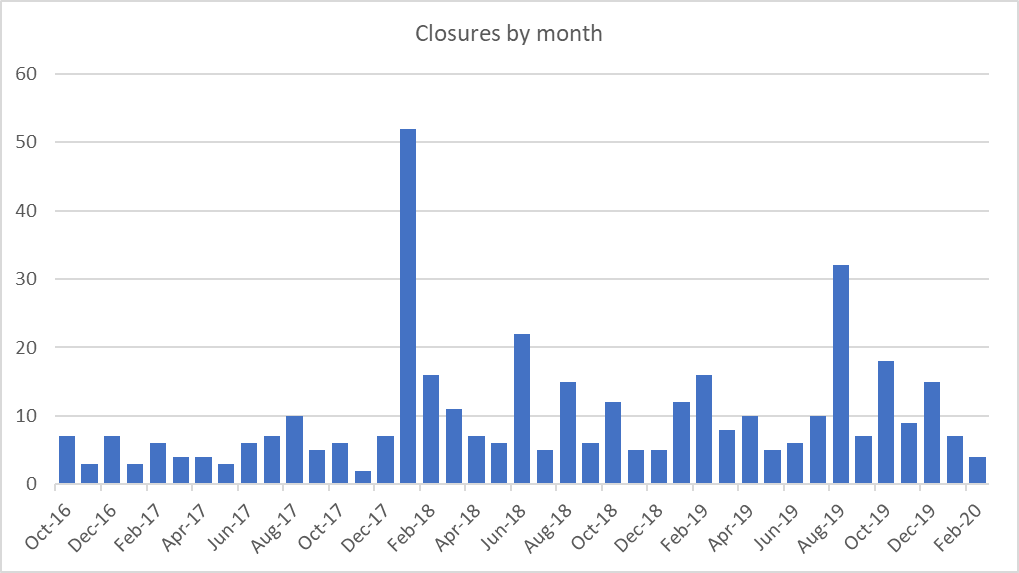 Closures by month
60
50
40
30
20
10
0
Oct-16
Dec-16
Feb-17
Apr-17
Jun-17
Aug-17
Oct-17
Dec-17
Feb-18
Apr-18
Jun-18
Aug-18
Oct-18
Dec-18
Feb-19
Apr-19
Jun-19
Aug-19
Oct-19
Dec-19
Feb-20